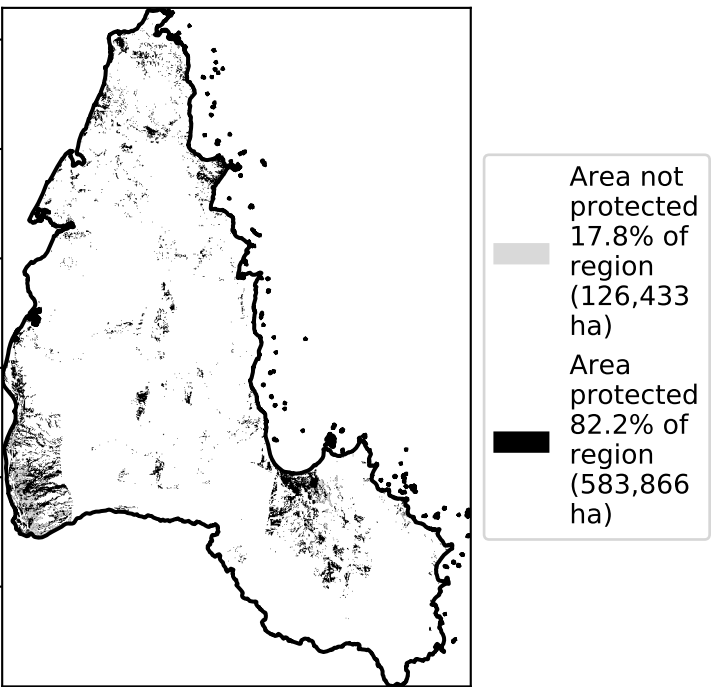 Area not
protected
17.8% of
region
(126,433
ha)
Area
protected
82.2% of
region
(583,866
ha)